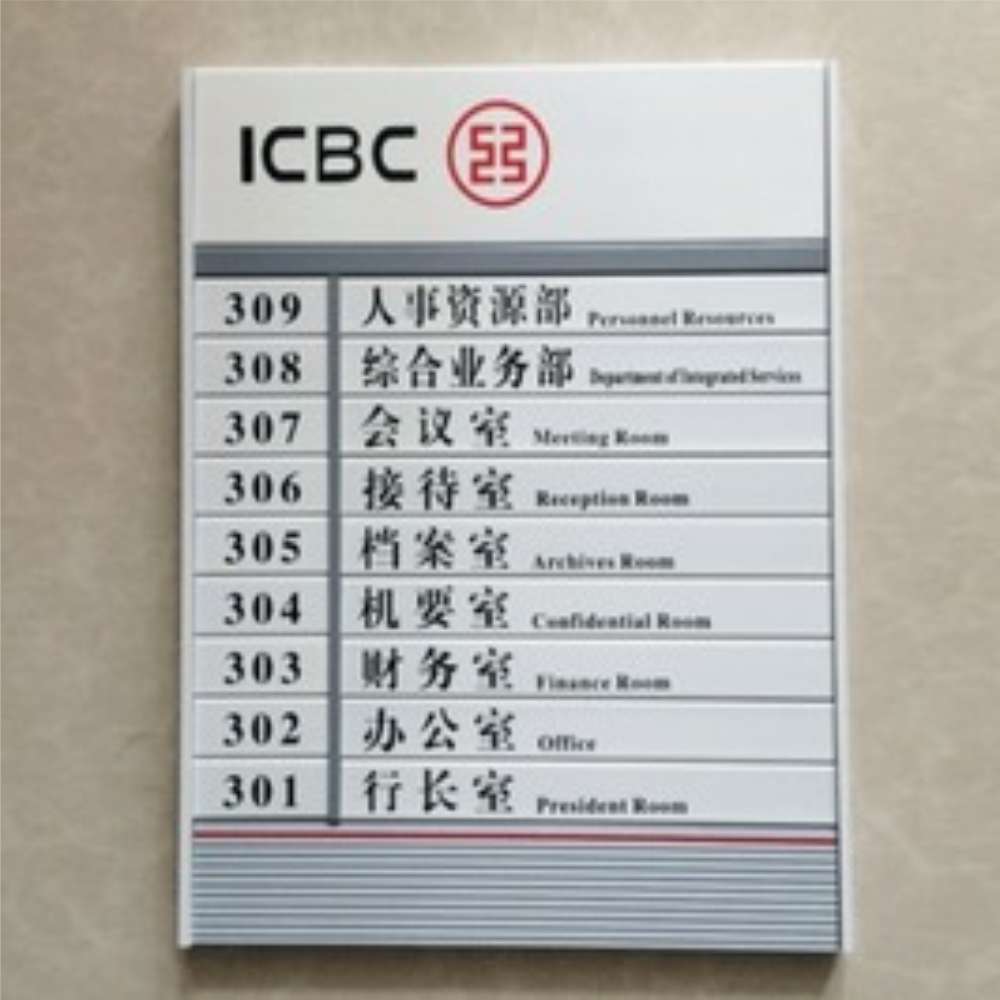 ICBC
309 人事资源部 Personnel Resources
308 综合业务部 Department of Integrated Services
307 会议室 Meeting Room
306 接待室 Reception Room
305 档案室 Archives Room
304 机要室 Confidential Room
303 财务室 Finance Room
302 办公室 Office
301 行长室 President Room